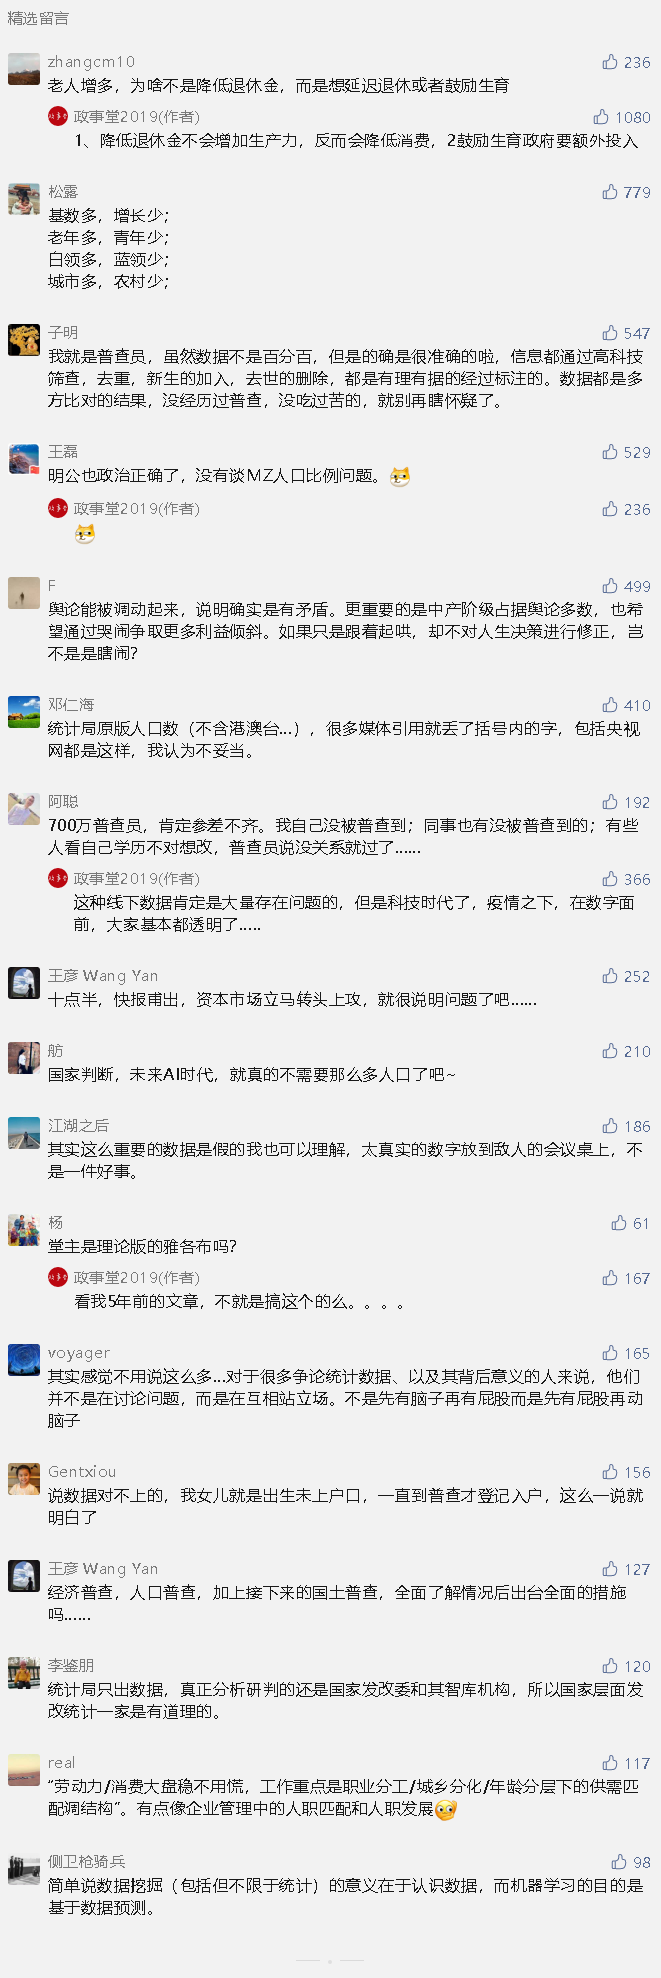 精选留言
zhangcm10 236
老人增多，为啥不是降低退休金，而是想延迟退休或者鼓励生育
政事堂2019(作者) 1080
1、降低退休金不会增加生产力，反而会降低消费，2鼓励生育政府要额外投入
松露 779
基数多，增长少；
老年多，青年少；
白领多，蓝领少；
城市多，农村少；
子明 547
我就是普查员，虽然数据不是百分百，但是的确是很准确的啦，信息都通过高科技
筛查，去重，新生的加入，去世的删除，都是有理有据的经过标注的。数据都是多
方比对的结果，没经历过普查，没吃过苦的，就别再瞎怀疑了。
王磊 529
明公也政治正确了，没有谈MZ人口比例问题。
政事堂2019(作者) 236
F 499
舆论能被调动起来，说明确实是有矛盾。更重要的是中产阶级占据舆论多数，也希
望通过哭闹争取更多利益倾斜。如果只是跟着起哄，却不对人生决策进行修正，岂
不是是瞎闹？
邓仁海 410
统计局原版人口数（不含港澳台...），很多媒体引用就丢了括号内的字，包括央视
网都是这样，我认为不妥当。
阿聪 192
700万普查员，肯定参差不齐。我自己没被普查到；同事也有没被普查到的；有些
人看自己学历不对想改，普查员说没关系就过了......
政事堂2019(作者) 366
这种线下数据肯定是大量存在问题的，但是科技时代了，疫情之下，在数字面
前，大家基本都透明了.....
王彦 Wang Yan 252
十点半，快报甫出，资本市场立马转头上攻，就很说明问题了吧......
舫 210
国家判断，未来AI时代，就真的不需要那么多人口了吧~
江湖之后 186
其实这么重要的数据是假的我也可以理解，太真实的数字放到敌人的会议桌上，不
是一件好事。
杨 61
堂主是理论版的雅各布吗？
政事堂2019(作者) 167
看我5年前的文章，不就是搞这个的么。。。。
voyager 165
其实感觉不用说这么多...对于很多争论统计数据、以及其背后意义的人来说，他们
并不是在讨论问题，而是在互相站立场。不是先有脑子再有屁股而是先有屁股再动
脑子
Gentxiou 156
说数据对不上的，我女儿就是出生未上户口，一直到普查才登记入户，这么一说就
明白了
王彦 Wang Yan 127
经济普查，人口普查，加上接下来的国土普查，全面了解情况后出台全面的措施
吗......
李鉴朋 120
统计局只出数据，真正分析研判的还是国家发改委和其智库机构，所以国家层面发
改统计一家是有道理的。
real 117
“劳动力/消费大盘稳不用慌，工作重点是职业分工/城乡分化/年龄分层下的供需匹
配调结构”。有点像企业管理中的人职匹配和人职发展
侧卫枪骑兵 98
简单说数据挖掘（包括但不限于统计）的意义在于认识数据，而机器学习的目的是
基于数据预测。